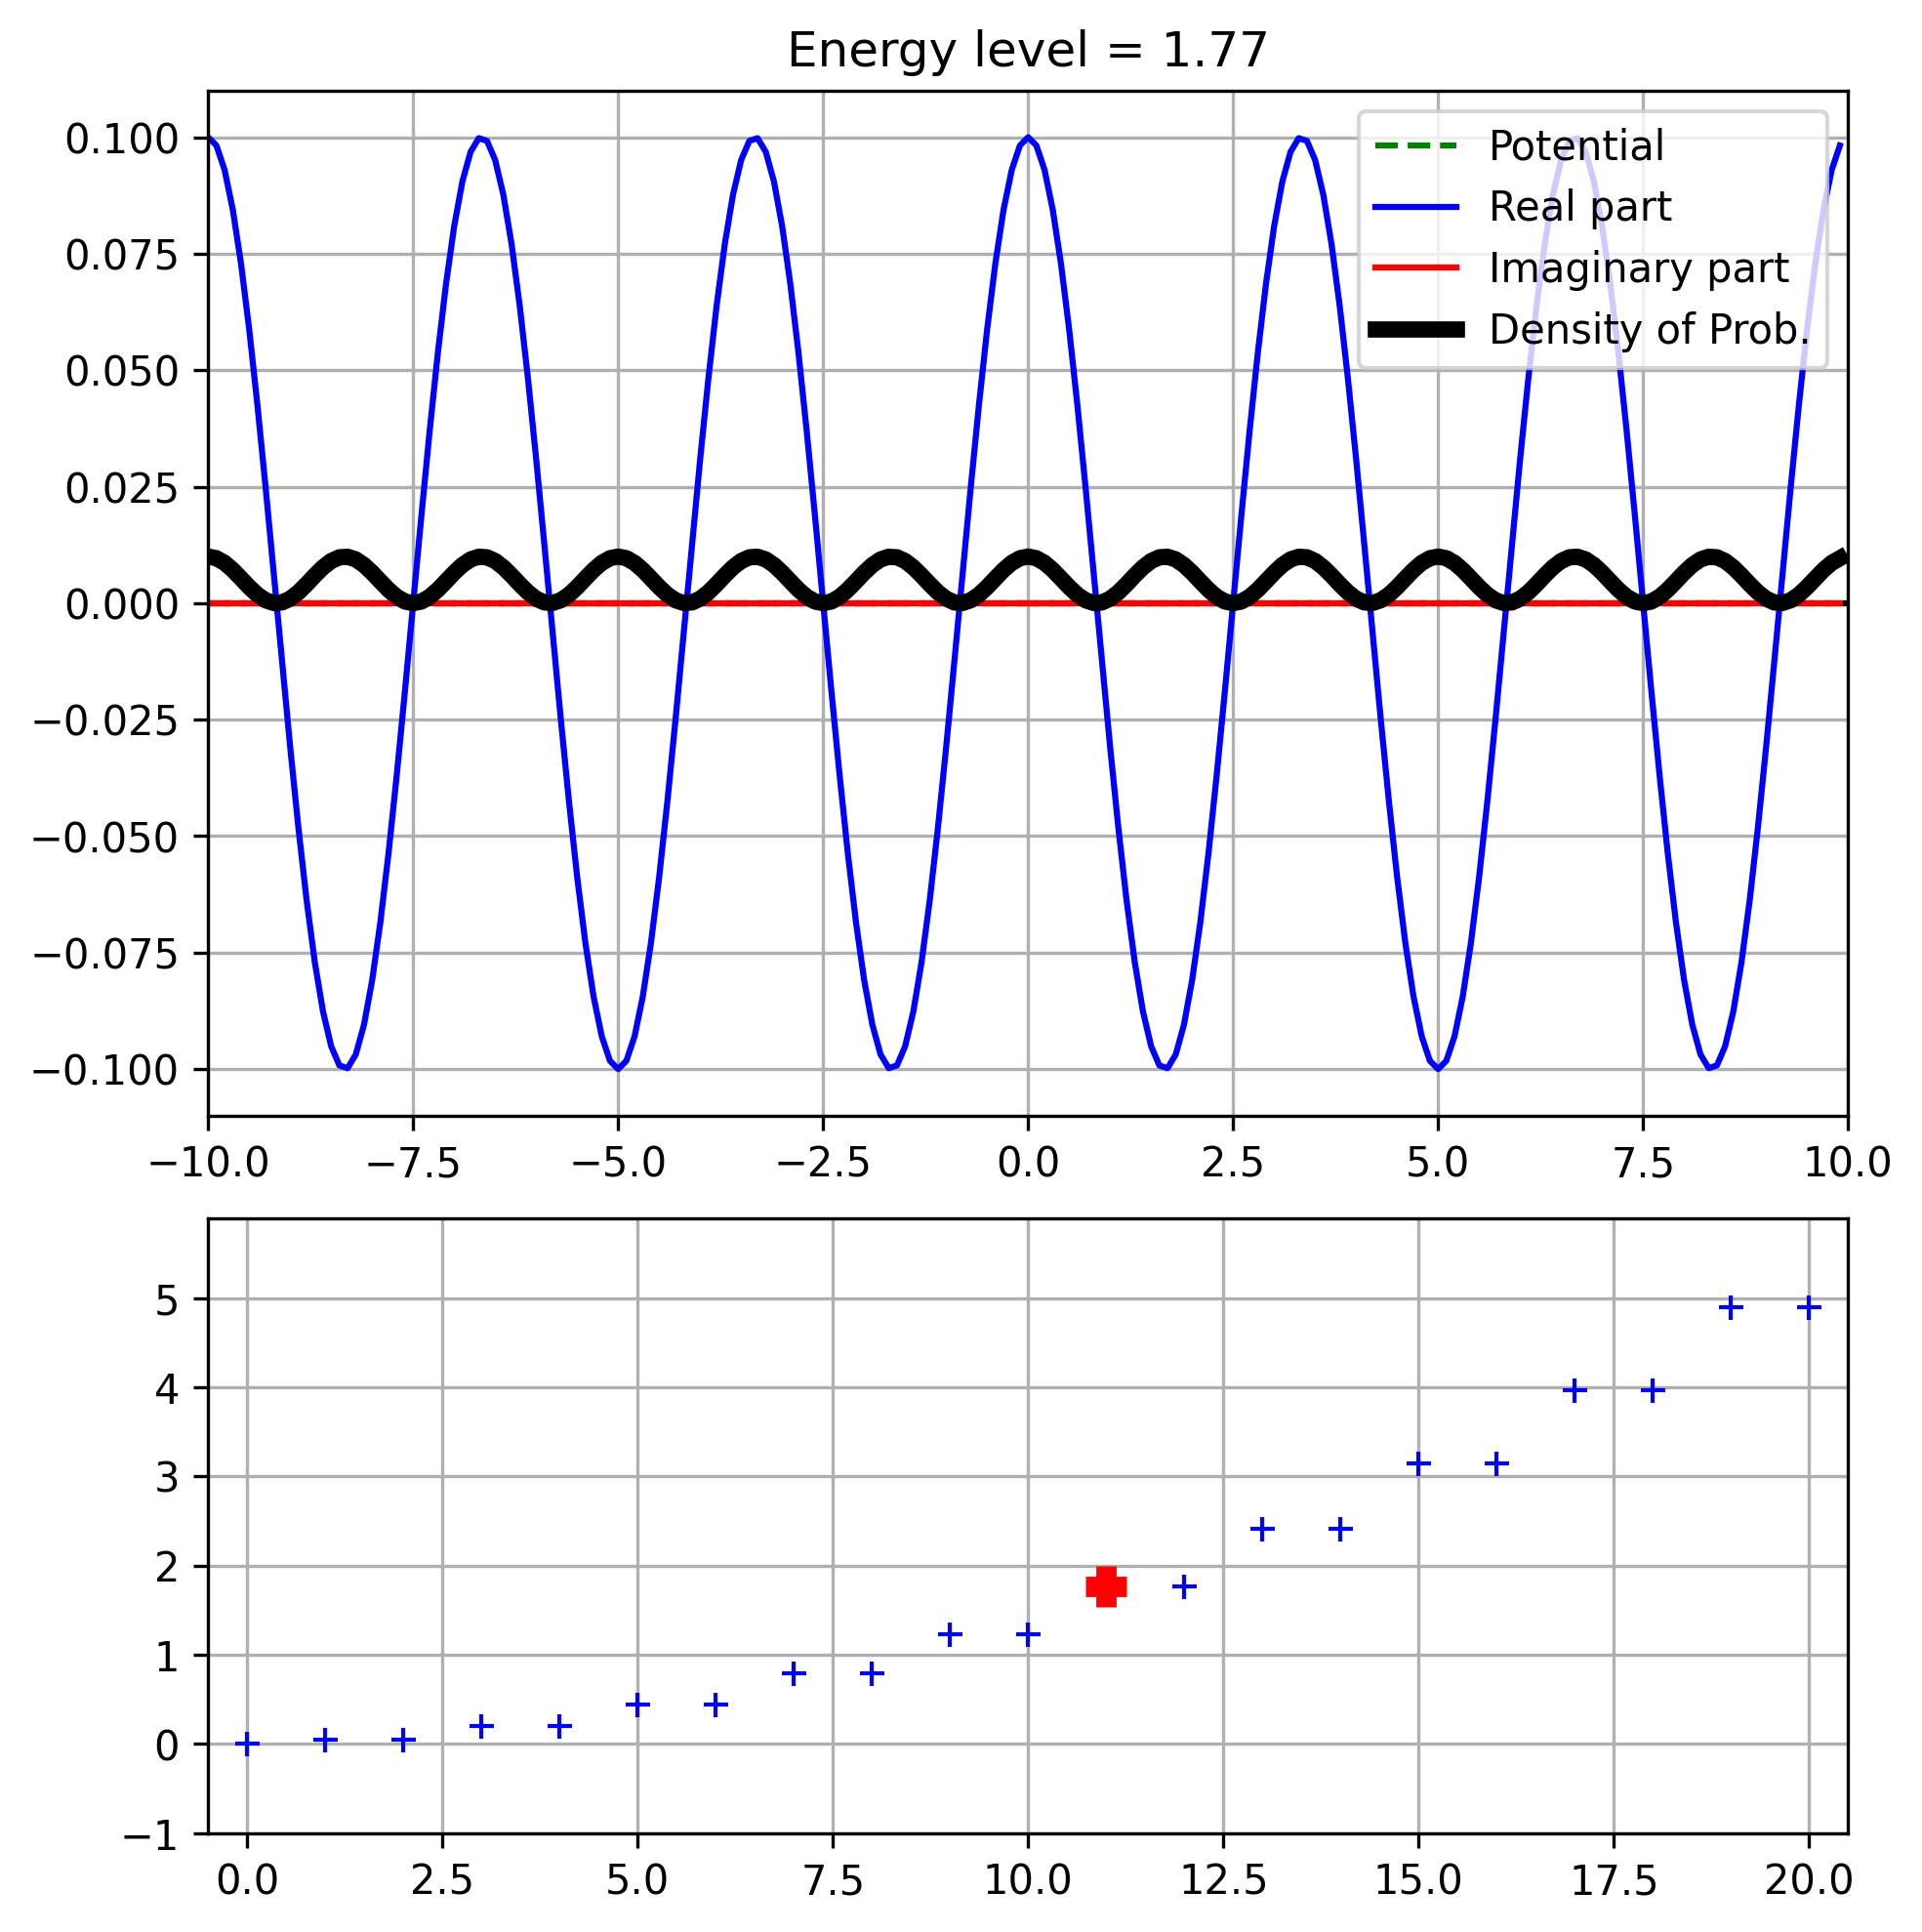 Energy level = 1.77
Potential
Real part
Imaginary part
Density of Prob.
0.100
0.075
0.050
0.025
0.000
−0.025
−0.050
−0.075
−0.100
−10.0 −7.5 −5.0 −2.5 0.0 2.5 5.0 7.5 10.0
5
4
3
2
1
0
−1
0.0 2.5 5.0 7.5 10.0 12.5 15.0 17.5 20.0